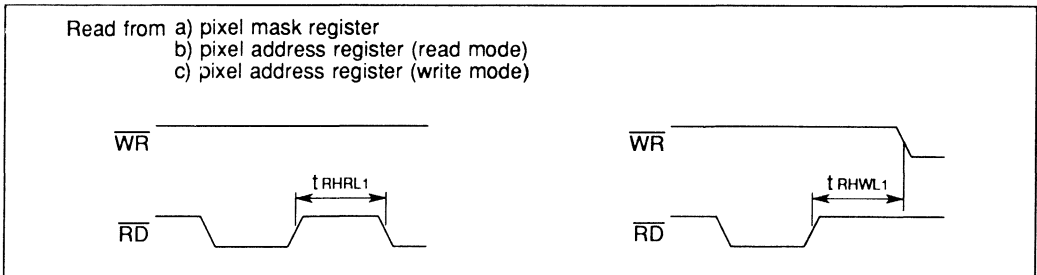 Read from a) pixel mask register
b) pixel address register (read mode)
c) pixel address register (write mode)
WR
t RHRL1
RD
WR
t RHWL1
RD